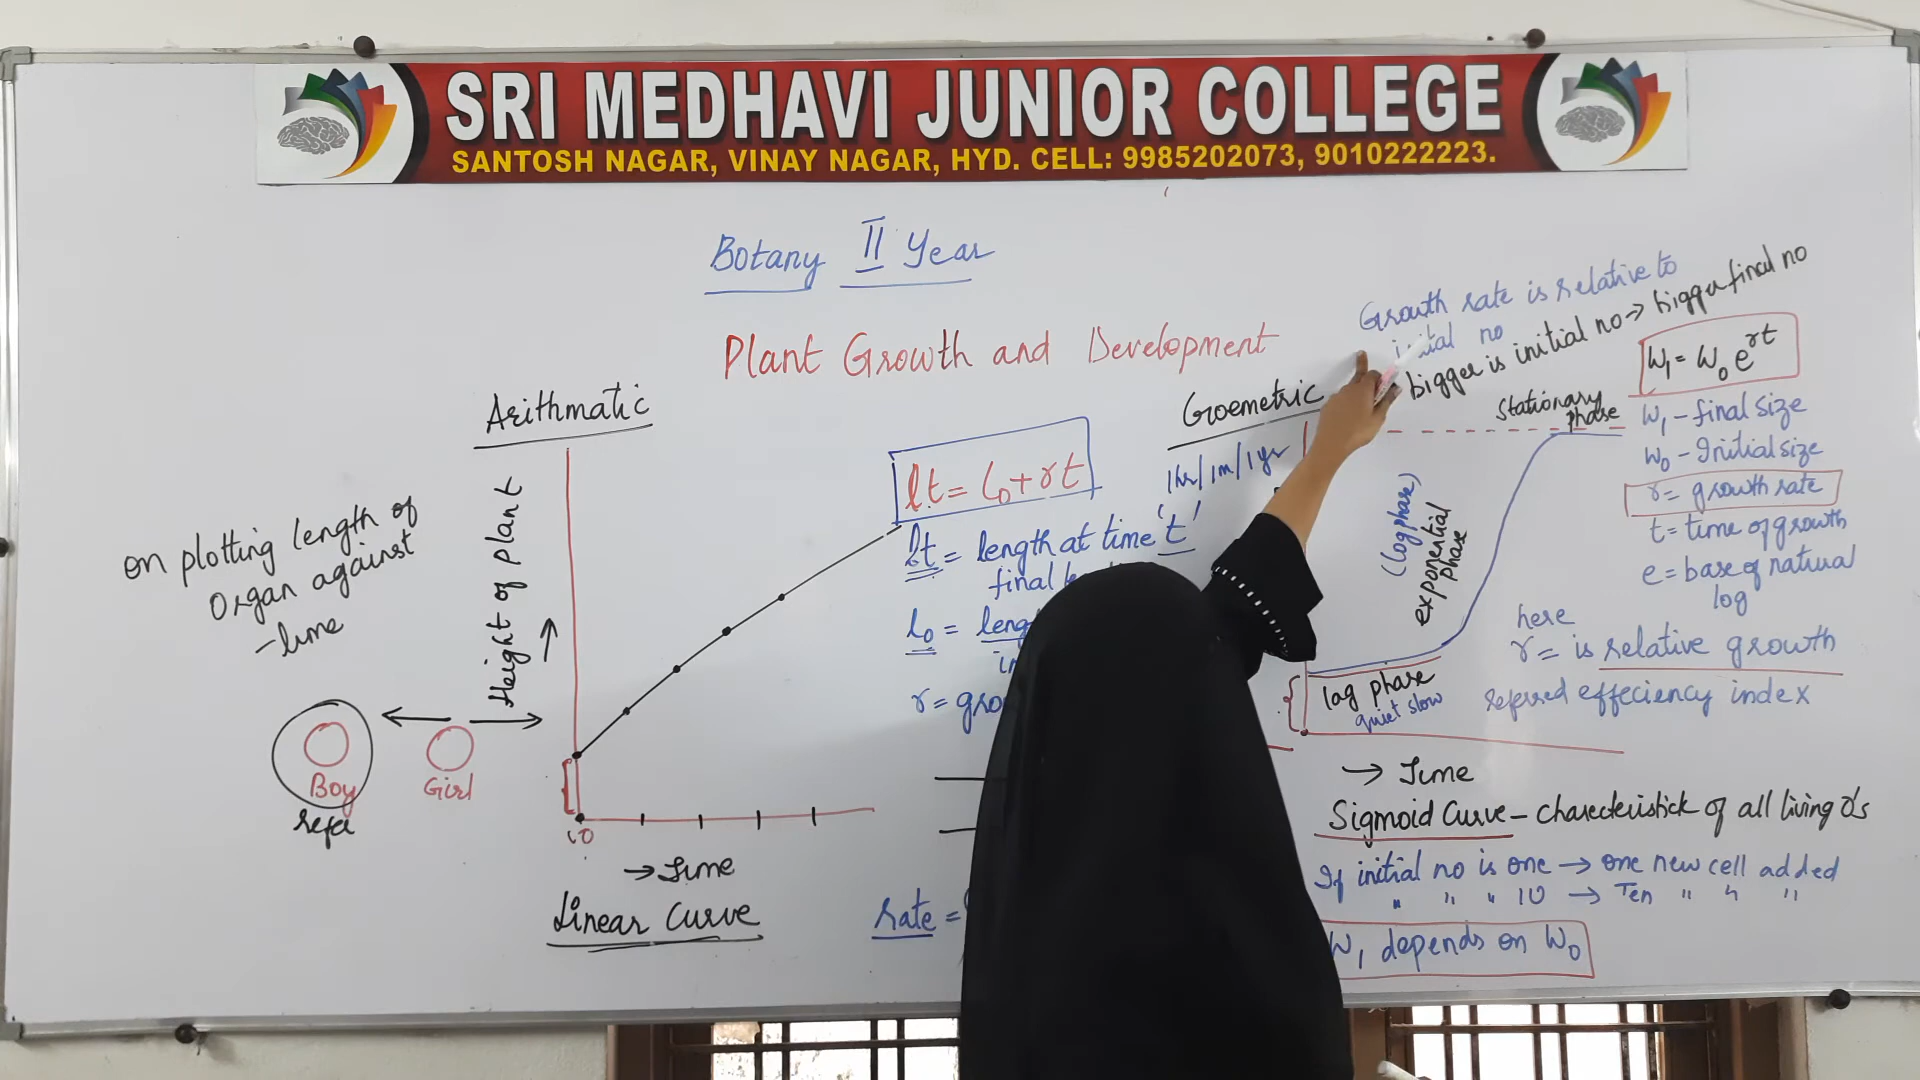 SRI MEDHAVI JUNIOR COLLEGE
SANTOSH NAGAR, VINAY NAGAR, HYD. CELL: 9985202073, 9010222223.
Botany II Year
Plant Growth and Development
Arithmatic
on plotting length of
organ against
time
Height of plant
Boy
Girl
→ Time
Linear Curve
lt = l0 + rt
lt = length at time 't'
final
l0 =
r =
rate =
Goemetric
1hr/1m/1yr
Growth rate is relative to
initial no
bigger is initial no → bigger final no
Stationary
phase
(log phase)
exponential
phase
lag phase
quiet slow
→ Time
W1 = W0 e^rt
W1 - final size
W0 - Initial size
r = growth rate
t = time of growth
e = base of natural
log
here
r = is relative growth
referred effeciency index
Sigmoid Curve - charecteristick of all living o's
If initial no is one → one new cell added
" " " 10 → Ten " " "
W1 depends on W0